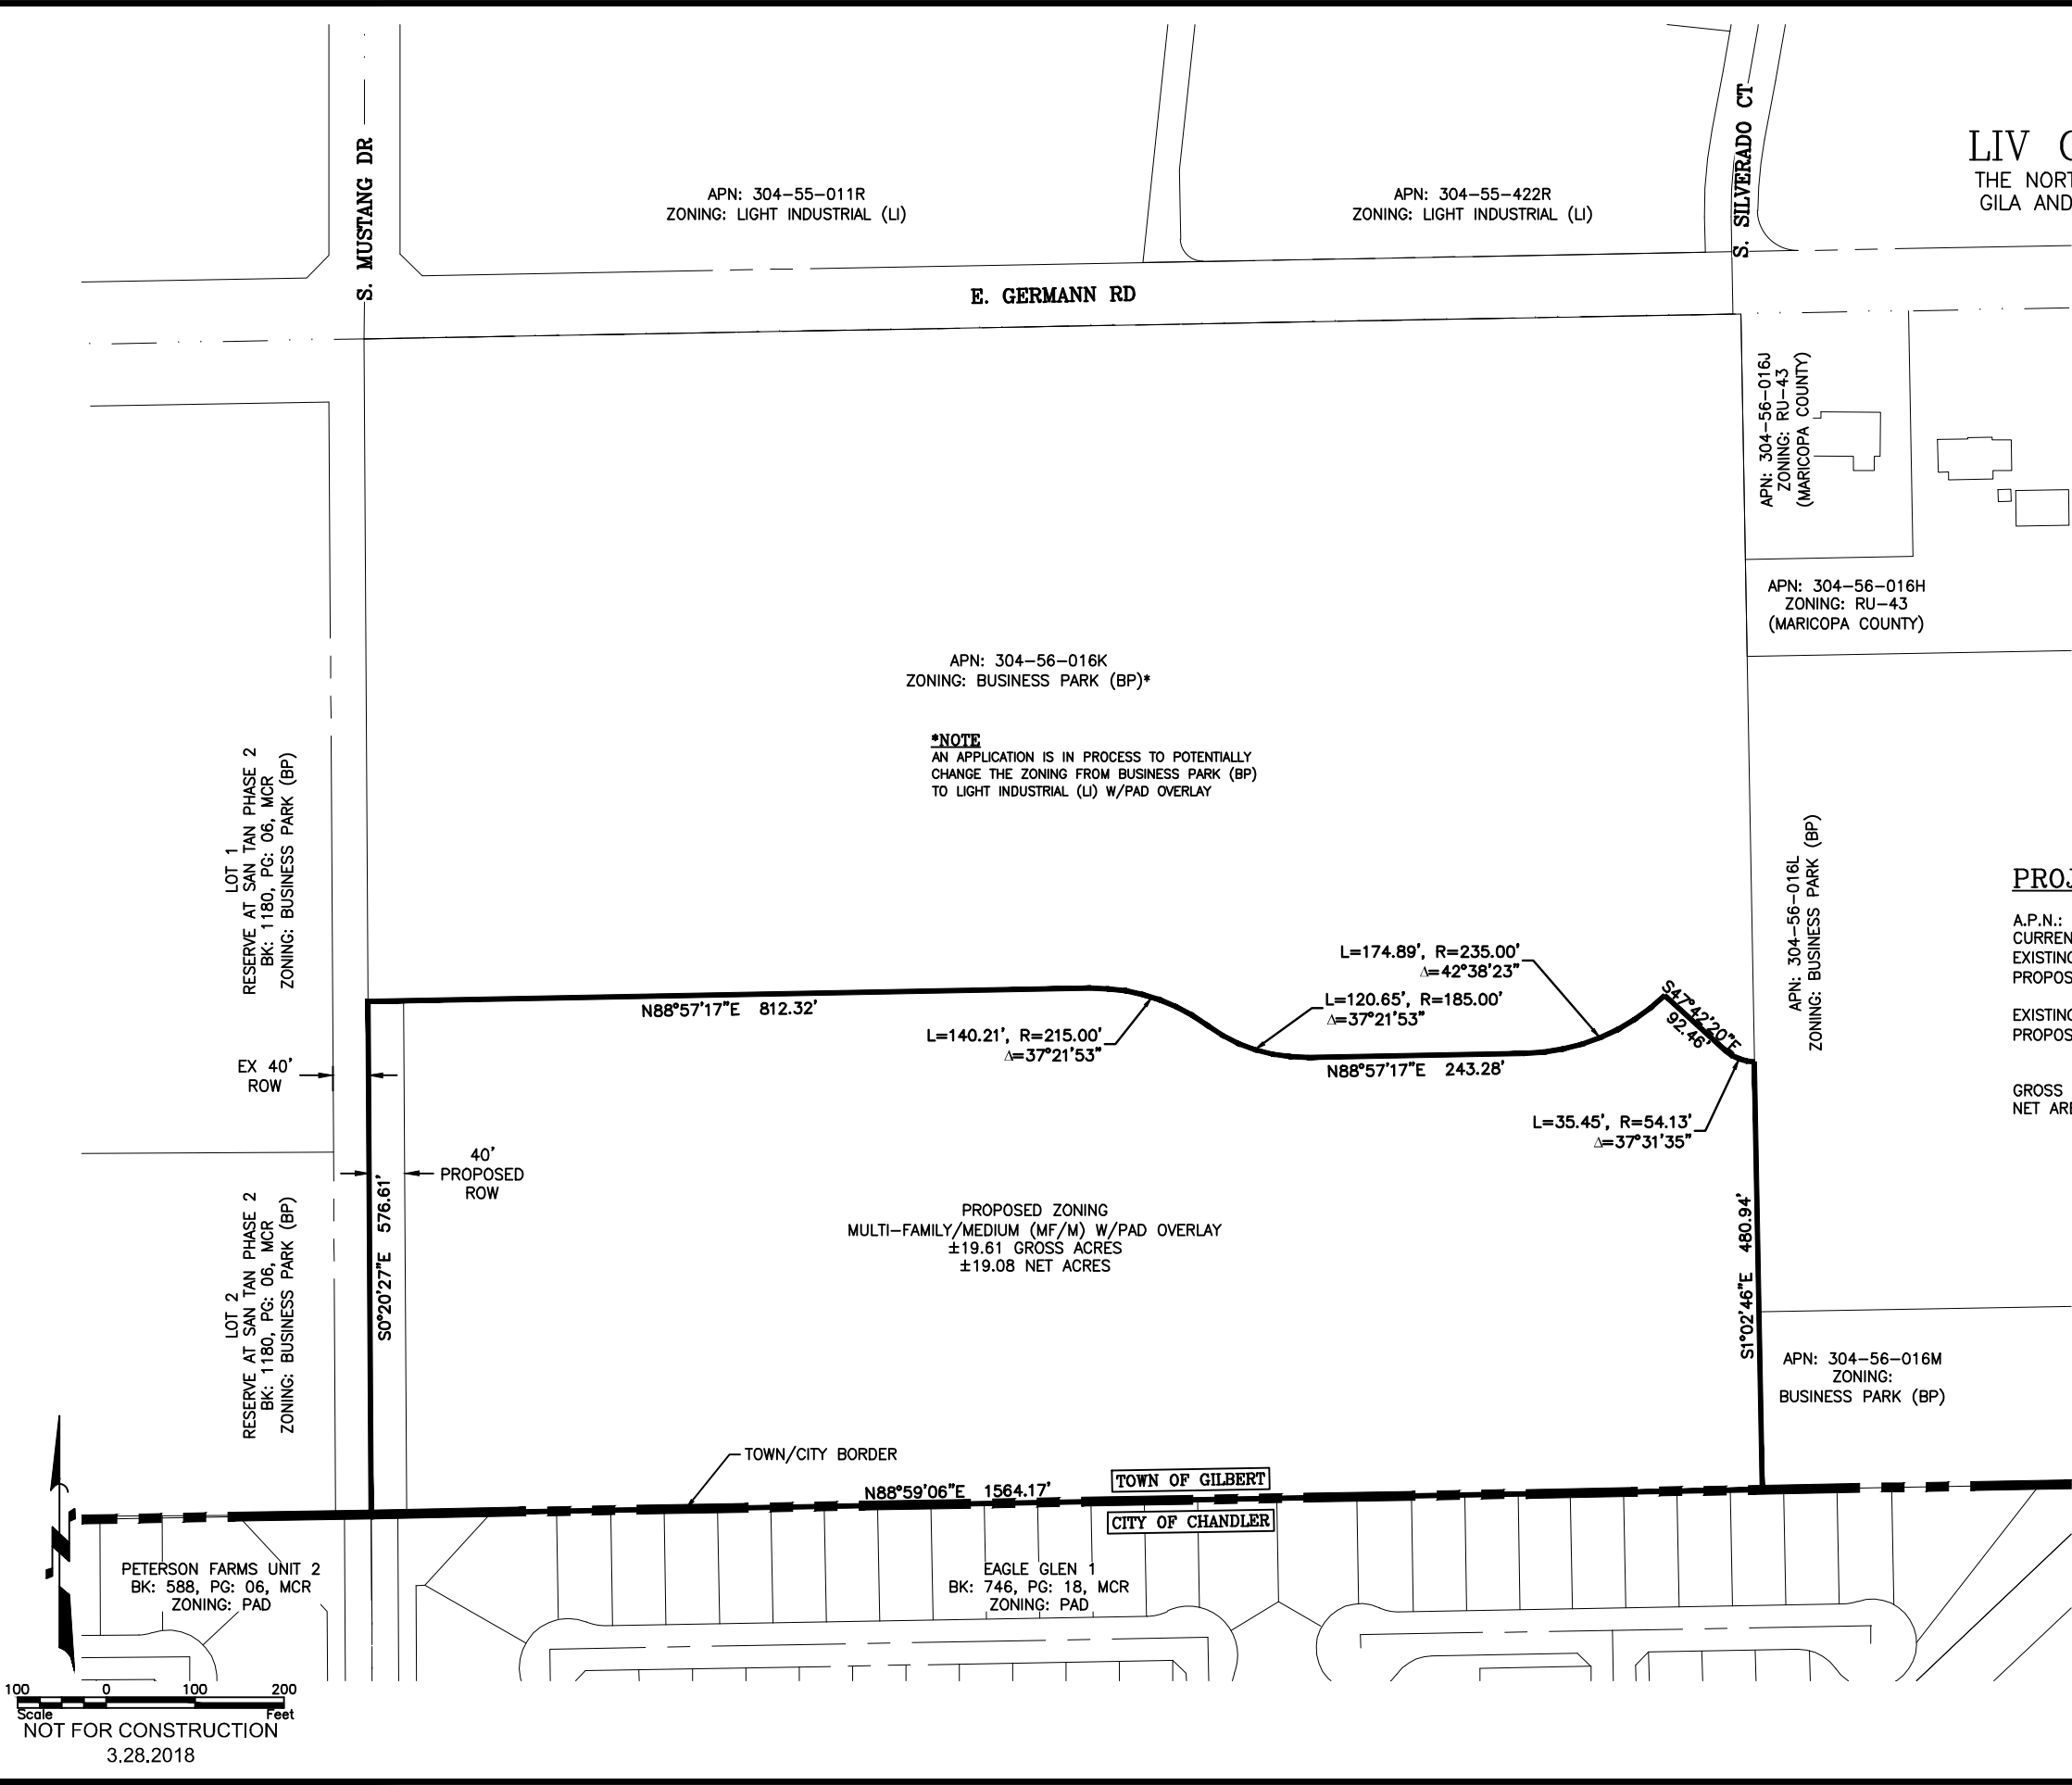 S. MUSTANG DR
APN: 304-55-011R
ZONING: LIGHT INDUSTRIAL (LI)
APN: 304-55-422R
ZONING: LIGHT INDUSTRIAL (LI)
S. SILVERADO CT
LIV
THE NORT
GILA AND
E. GERMANN RD
APN: 304-56-016J
ZONING: RU-43
(MARICOPA COUNTY)
APN: 304-56-016H
ZONING: RU-43
(MARICOPA COUNTY)
APN: 304-56-016K
ZONING: BUSINESS PARK (BP)*
*NOTE
AN APPLICATION IS IN PROCESS TO POTENTIALLY
CHANGE THE ZONING FROM BUSINESS PARK (BP)
TO LIGHT INDUSTRIAL (LI) W/PAD OVERLAY
LOT 1
RESERVE AT SAN TAN PHASE 2
BK: 1180, PG: 06, MCR
ZONING: BUSINESS PARK (BP)
APN: 304-56-016L
ZONING: BUSINESS PARK (BP)
PROJ
A.P.N.:
CURREN
EXISTING
PROPOS
EXISTING
PROPOS
GROSS
NET ARE
L=174.89', R=235.00'
Δ=42°38'23"
L=120.65', R=185.00'
Δ=37°21'53"
S47°42'20"E
92.46'
N88°57'17"E 812.32'
L=140.21', R=215.00'
Δ=37°21'53"
N88°57'17"E 243.28'
EX 40'
ROW
L=35.45', R=54.13'
Δ=37°31'35"
40'
PROPOSED
ROW
S0°20'27"E 576.61'
PROPOSED ZONING
MULTI-FAMILY/MEDIUM (MF/M) W/PAD OVERLAY
±19.61 GROSS ACRES
±19.08 NET ACRES
S1°02'46"E 480.94'
LOT 2
RESERVE AT SAN TAN PHASE 2
BK: 1180, PG: 06, MCR
ZONING: BUSINESS PARK (BP)
APN: 304-56-016M
ZONING:
BUSINESS PARK (BP)
TOWN/CITY BORDER
N88°59'06"E 1564.17'
TOWN OF GILBERT
CITY OF CHANDLER
PETERSON FARMS UNIT 2
BK: 588, PG: 06, MCR
ZONING: PAD
EAGLE GLEN 1
BK: 746, PG: 18, MCR
ZONING: PAD
N
100 0 100 200
Scale Feet
NOT FOR CONSTRUCTION
3.28.2018